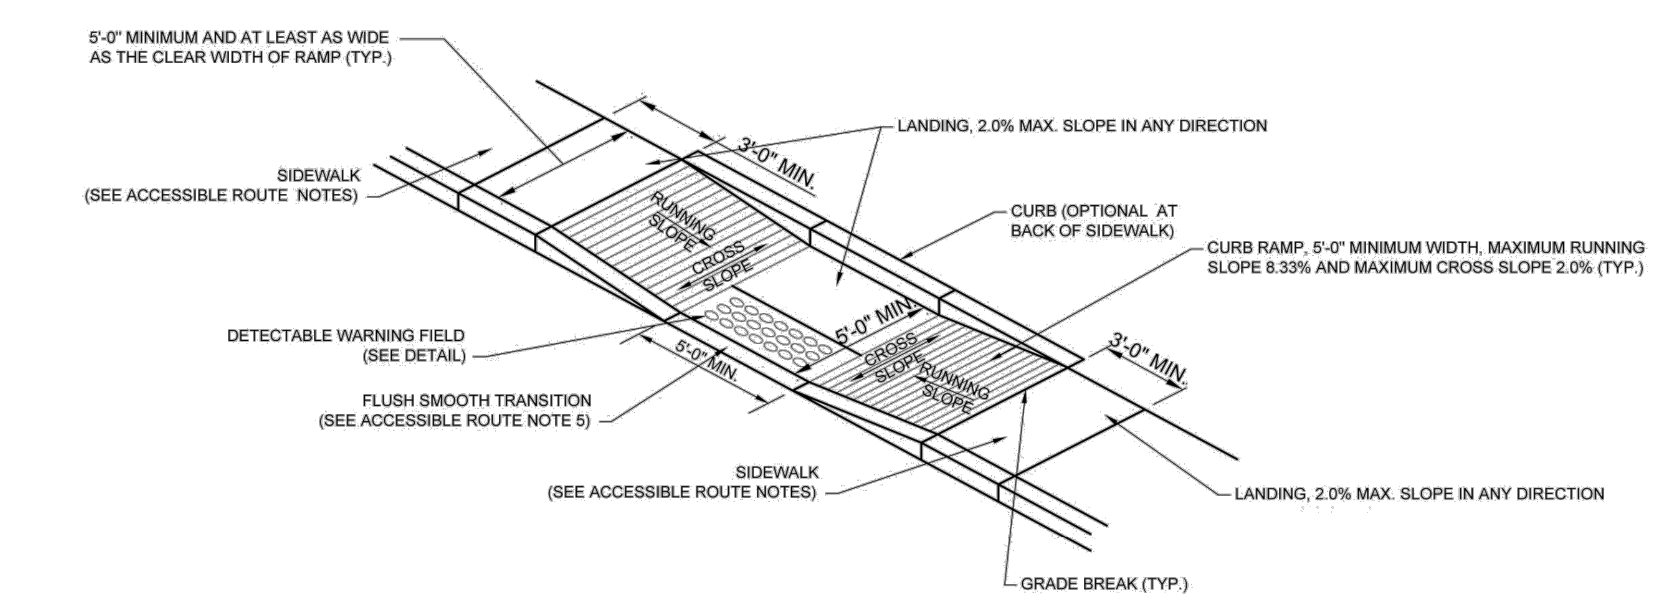 5'-0" MINIMUM AND AT LEAST AS WIDE
AS THE CLEAR WIDTH OF RAMP (TYP.)
LANDING, 2.0% MAX. SLOPE IN ANY DIRECTION
3'-0" MIN.
SIDEWALK
(SEE ACCESSIBLE ROUTE NOTES)
RUNNING
SLOPE
CROSS
SLOPE
CURB (OPTIONAL AT
BACK OF SIDEWALK)
CURB RAMP, 5'-0" MINIMUM WIDTH, MAXIMUM RUNNING
SLOPE 8.33% AND MAXIMUM CROSS SLOPE 2.0% (TYP.)
DETECTABLE WARNING FIELD
(SEE DETAIL)
5'-0" MIN.
5'-0" MIN.
CROSS
SLOPE
RUNNING
SLOPE
3'-0" MIN.
FLUSH SMOOTH TRANSITION
(SEE ACCESSIBLE ROUTE NOTE 5)
SIDEWALK
(SEE ACCESSIBLE ROUTE NOTES)
LANDING, 2.0% MAX. SLOPE IN ANY DIRECTION
GRADE BREAK (TYP.)